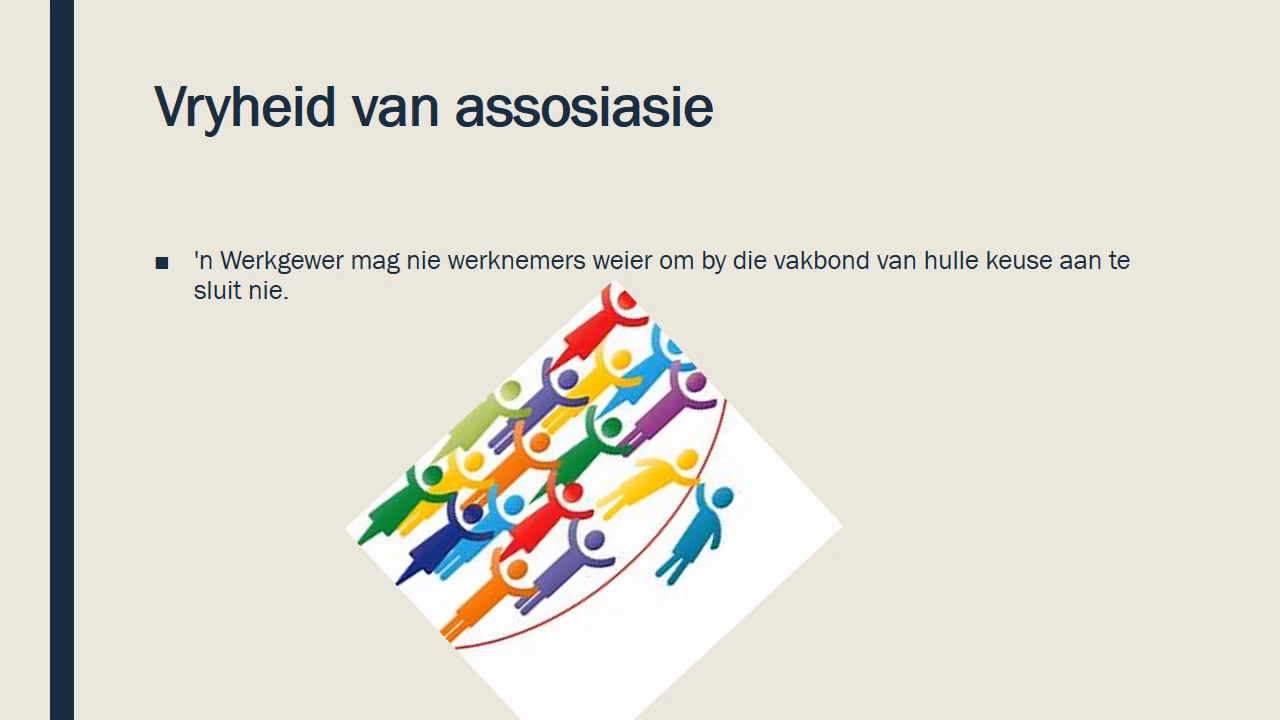 Vryheid van assosiasie
▪ 'n Werkgewer mag nie werknemers weier om by die vakbond van hulle keuse aan te
sluit nie.